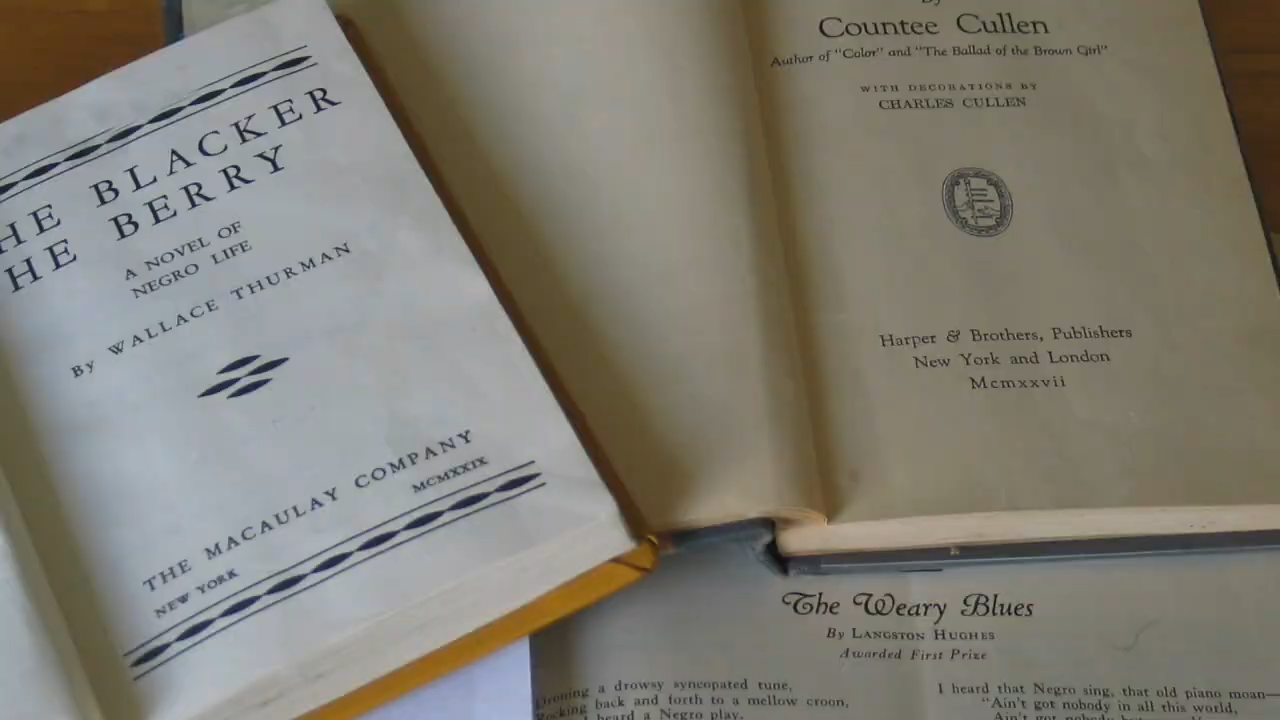 HE BLACKER
HE BERRY
A NOVEL OF
NEGRO LIFE
By WALLACE THURMAN
THE MACAULAY COMPANY
NEW YORK MCMXXIX
Countee Cullen
Author of "Color" and "The Ballad of the Brown Girl"
WITH DECORATIONS BY
CHARLES CULLEN
Harper & Brothers, Publishers
New York and London
Mcmxxvii
The Weary Blues
By LANGSTON HUGHES
Awarded First Prize
a drowsy syncopated tune,
back and forth to a mellow croon,
heard a Negro play.
I heard that Negro sing, that old piano moan—
"Ain't got nobody in all this world,